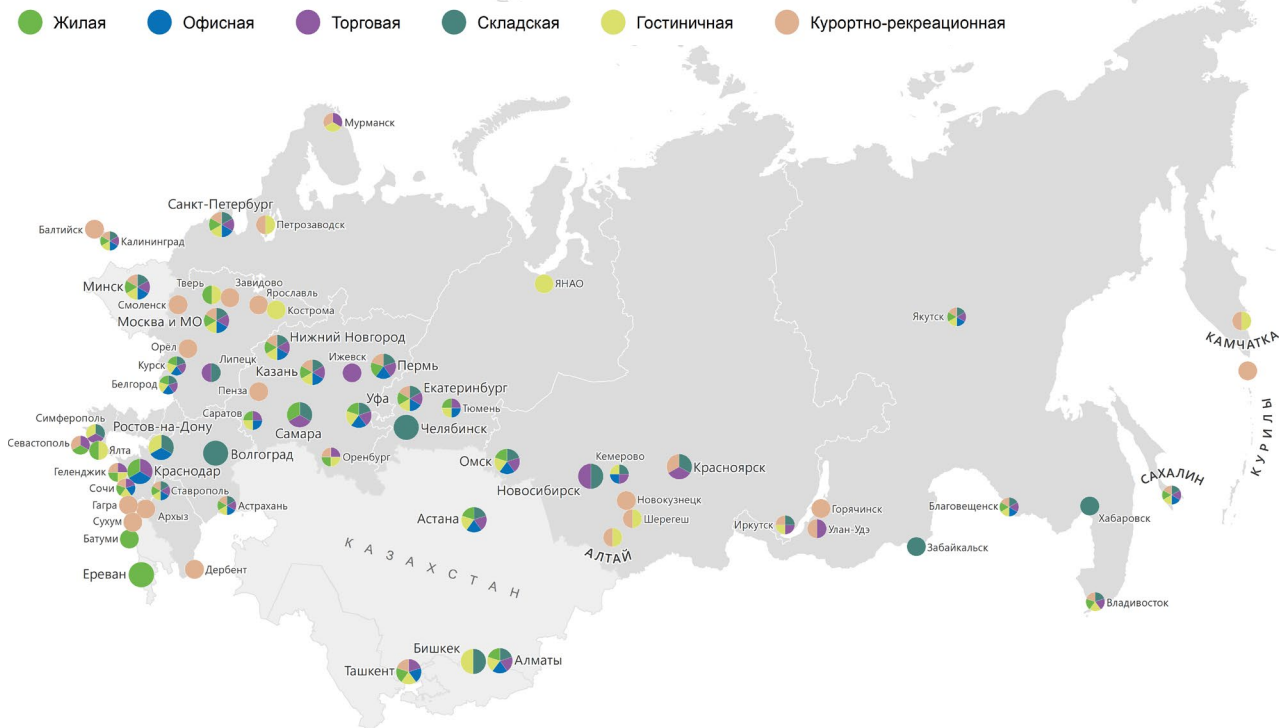 Жилая
Офисная
Торговая
Складская
Гостиничная
Курортно-рекреационная
Мурманск
Санкт-Петербург
Петрозаводск
Балтийск
Калининград
Минск
Тверь
Завидово
ЯНАО
Смоленск
Ярославль
Кострома
Москва и МО
Якутск
КАМЧАТКА
Орёл
Нижний Новгород
Курск
Липецк
Ижевск
Казань
Пермь
Белгород
Пенза
Уфа
Екатеринбург
Тюмень
Саратов
Самара
Челябинск
Симферополь
Ростов-на-Дону
Севастополь
Ялта
Волгоград
Оренбург
КУРИЛЫ
Геленджик
Краснодар
Омск
Кемерово
Красноярск
Новосибирск
САХАЛИН
Сочи
Ставрополь
Новокузнецк
Гагра
Астрахань
Горячинск
Благовещенск
Сухум
Архыз
Астана
Шерегеш
Иркутск
Улан-Удэ
Хабаровск
Батуми
АЛТАЙ
Забайкальск
КАЗАХСТАН
Ереван
Дербент
Владивосток
Бишкек
Алматы
Ташкент